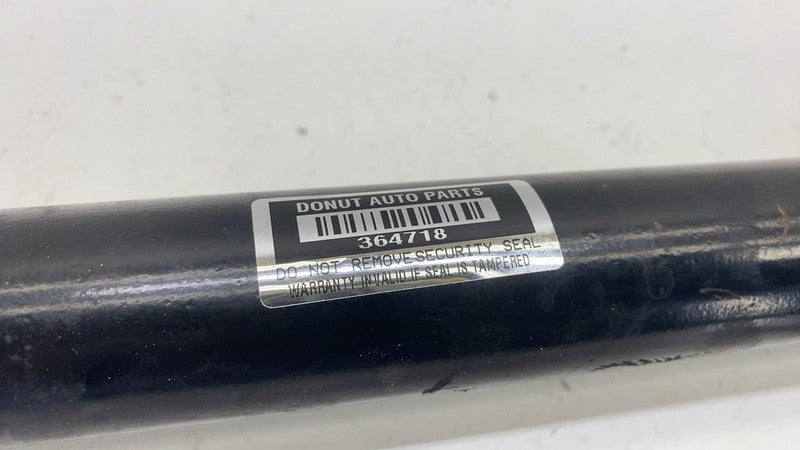 DONUT AUTO PARTS
364718
DO NOT REMOVE SECURITY SEAL
WARRANTY INVALID IF SEAL IS TAMPERED